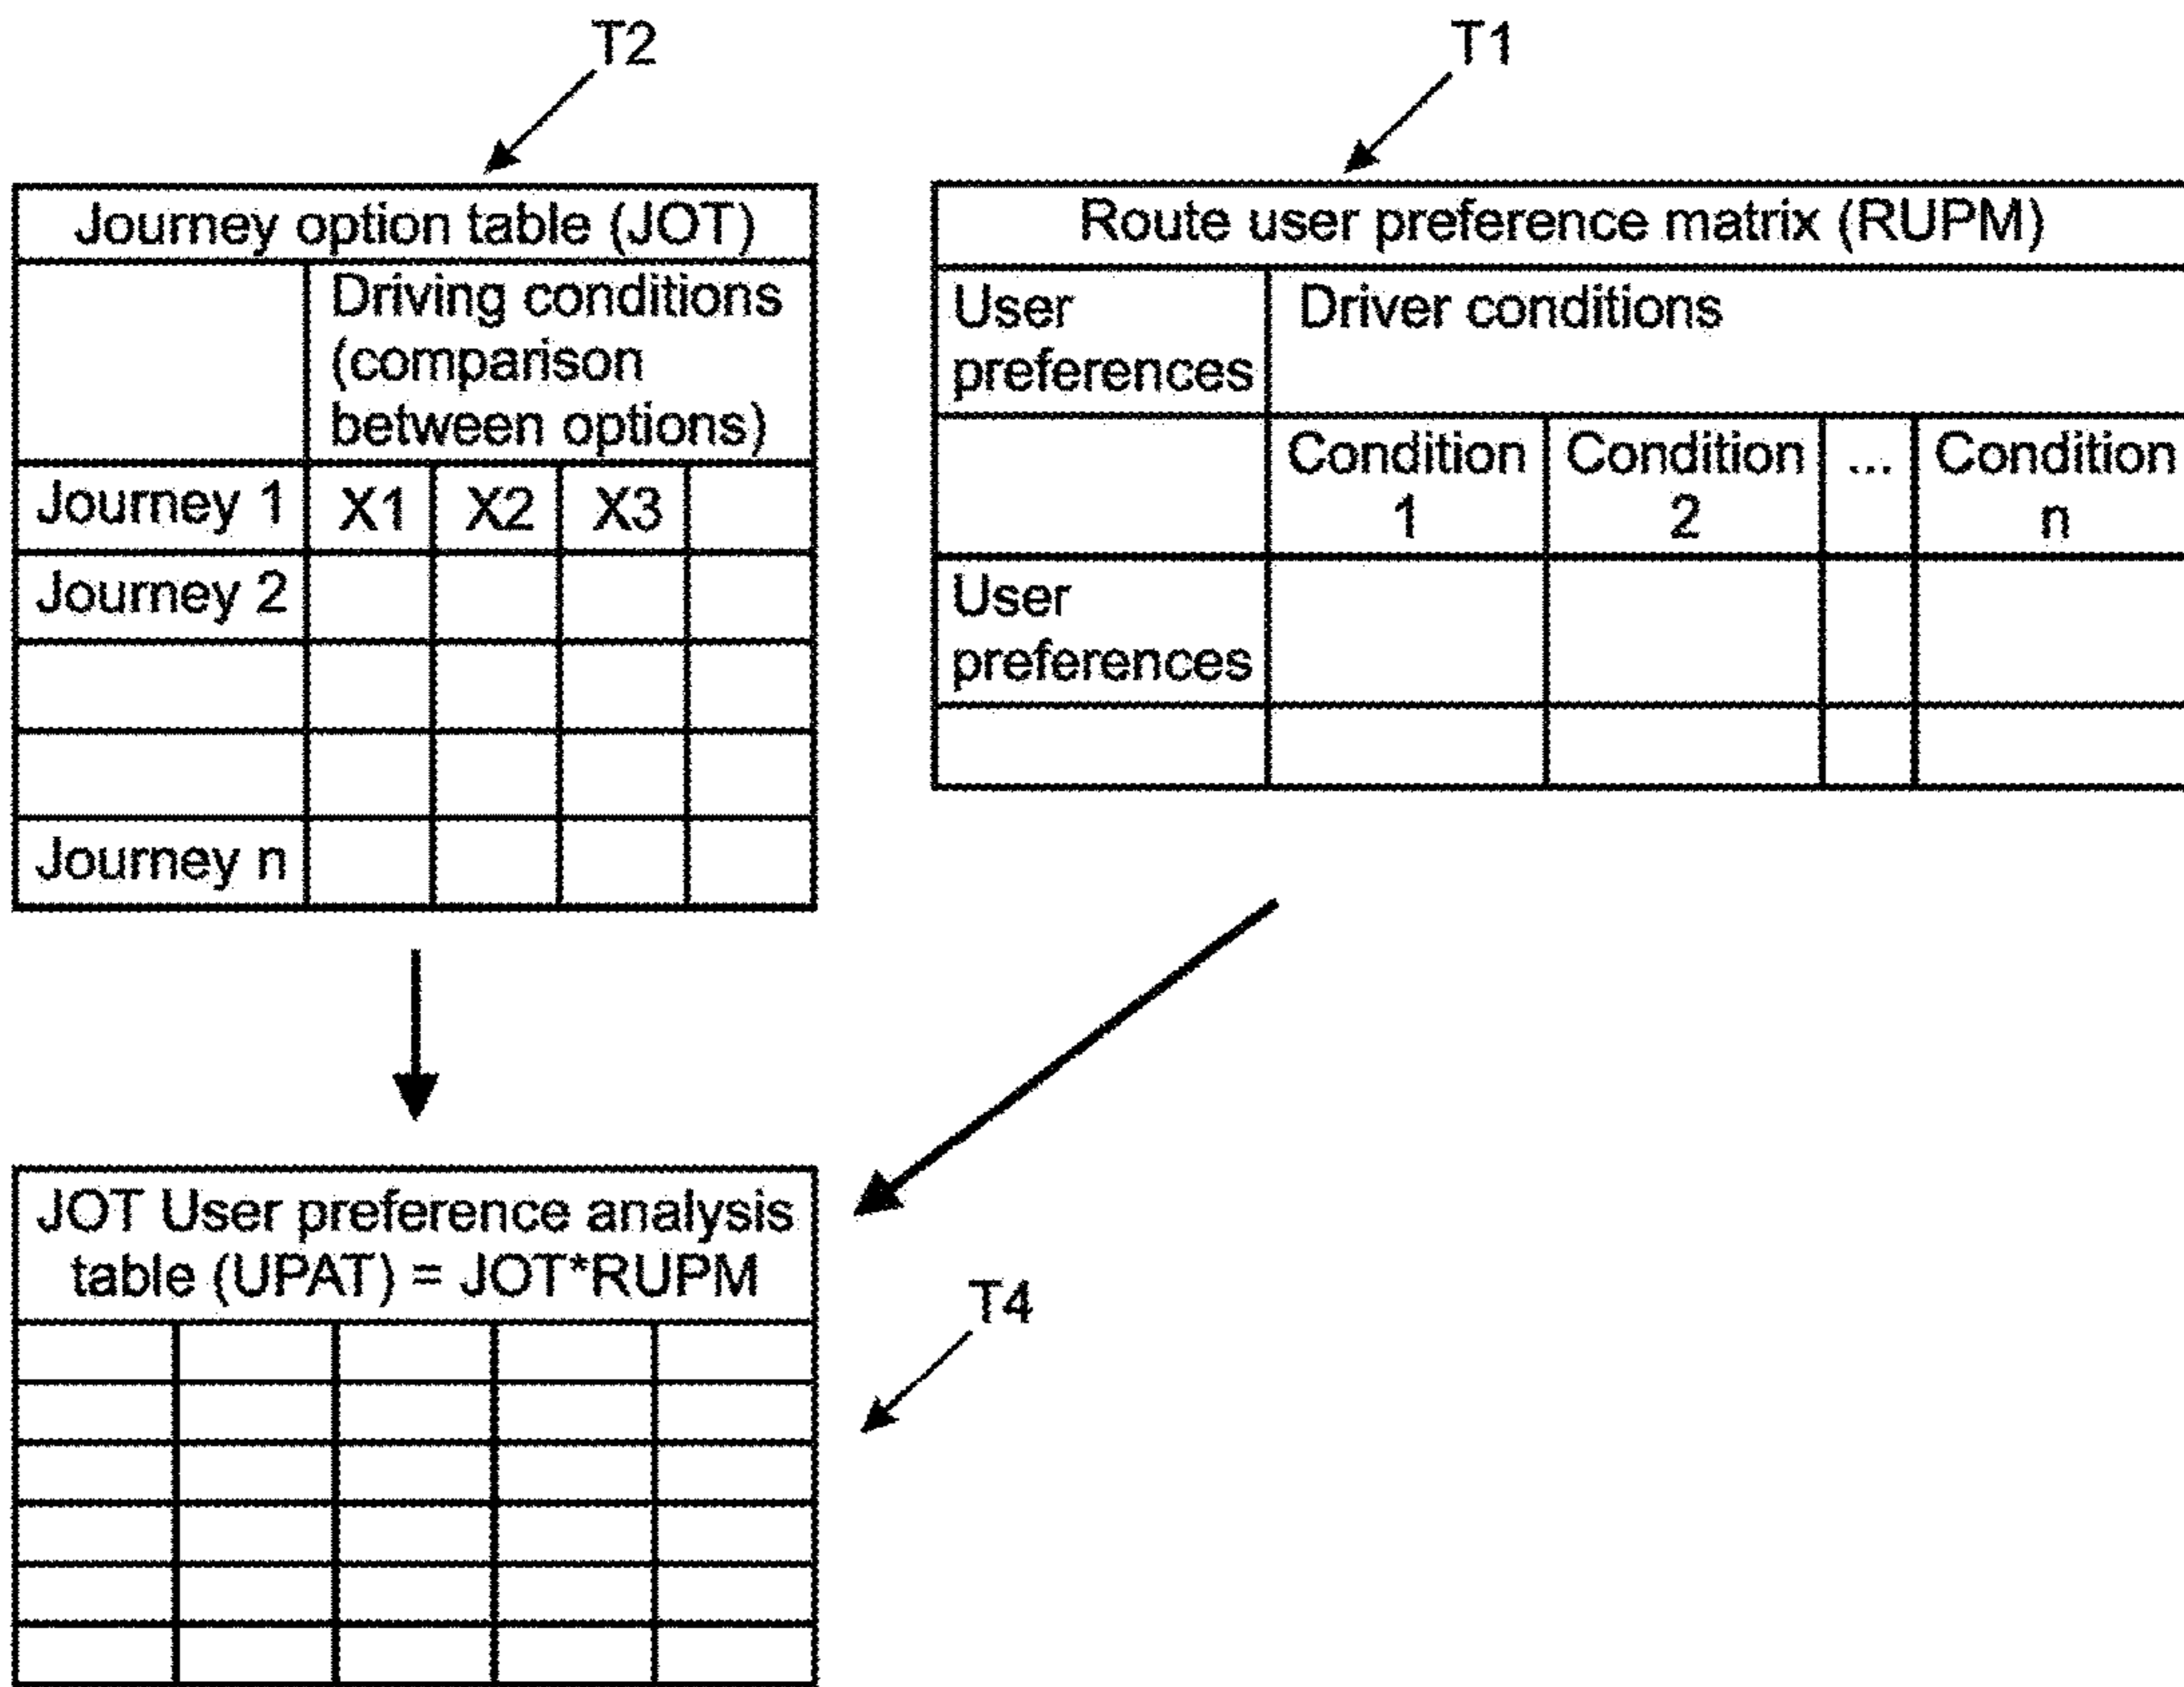 T2
T1
Journey option table (JOT)
Driving conditions
(comparison
between options)
Journey 1 X1 X2 X3
Journey 2
Journey n
Route user preference matrix (RUPM)
User Driver conditions
preferences
Condition Condition ... Condition
1 2 n
User
preferences
JOT User preference analysis
table (UPAT) = JOT*RUPM
T4